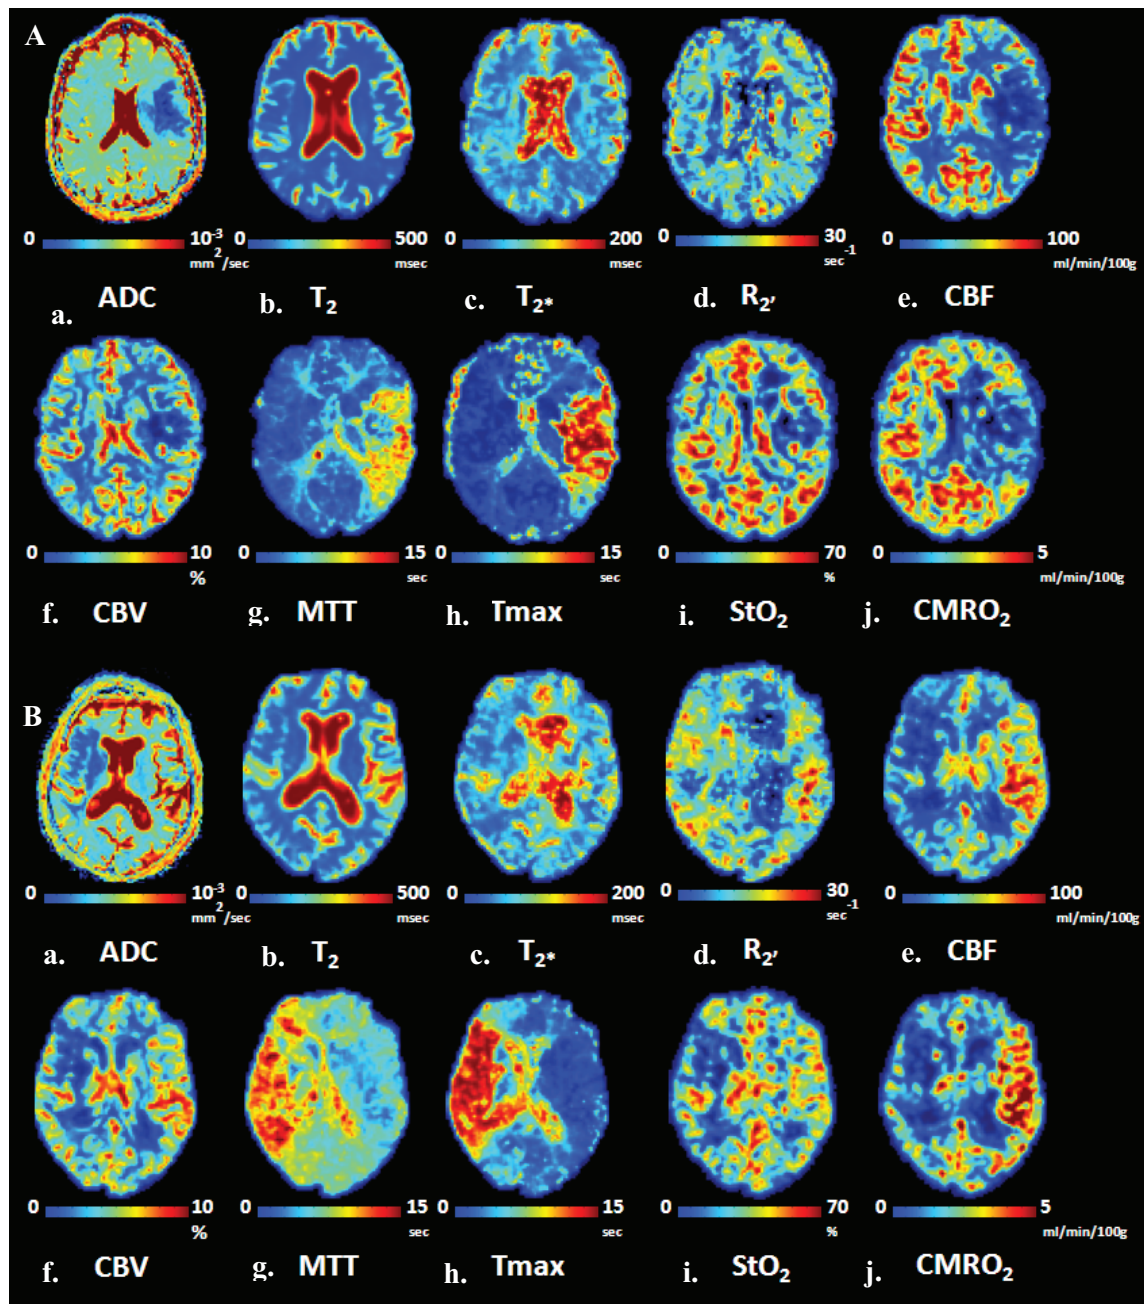 A
0 10⁻³ mm²/sec
0 500 msec
0 200 msec
0 30 sec⁻¹
0 100 ml/min/100g
a. ADC
b. T₂
c. T₂*
d. R₂'
e. CBF
0 10 %
0 15 sec
0 15 sec
0 70 %
0 5 ml/min/100g
f. CBV
g. MTT
h. Tmax
i. StO₂
j. CMRO₂
B
0 10⁻³ mm²/sec
0 500 msec
0 200 msec
0 30 sec⁻¹
0 100 ml/min/100g
a. ADC
b. T₂
c. T₂*
d. R₂'
e. CBF
0 10 %
0 15 sec
0 15 sec
0 70 %
0 5 ml/min/100g
f. CBV
g. MTT
h. Tmax
i. StO₂
j. CMRO₂